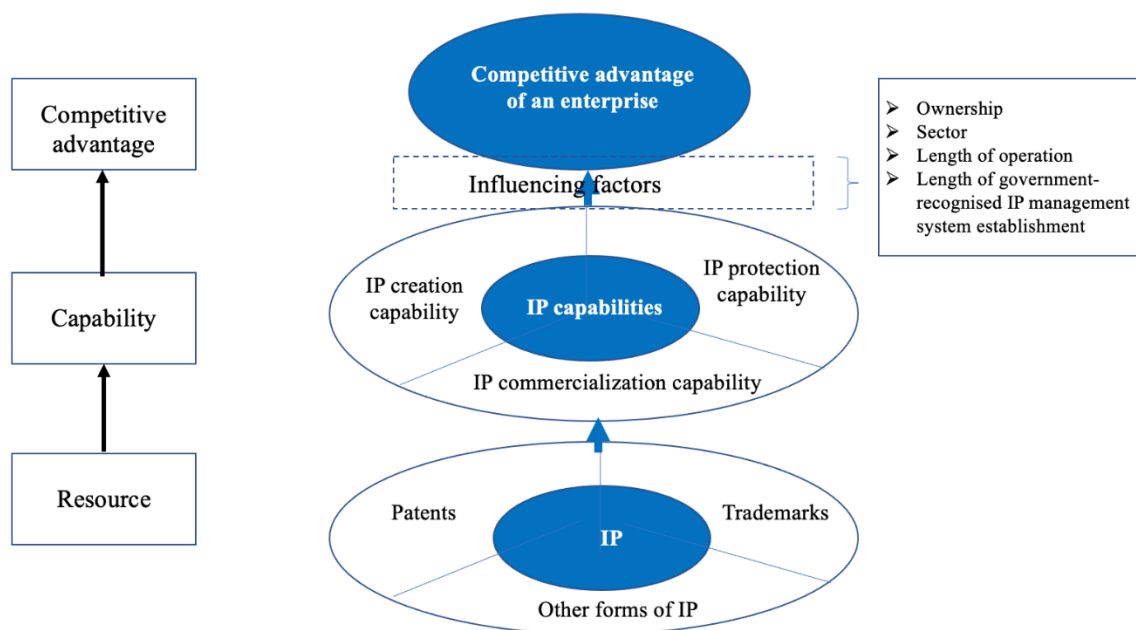 Competitive
advantage
Capability
Resource
Competitive advantage
of an enterprise
Influencing factors
➢ Ownership
➢ Sector
➢ Length of operation
➢ Length of government-
recognised IP management
system establishment
IP creation
capability
IP protection
capability
IP capabilities
IP commercialization capability
Patents
Trademarks
IP
Other forms of IP